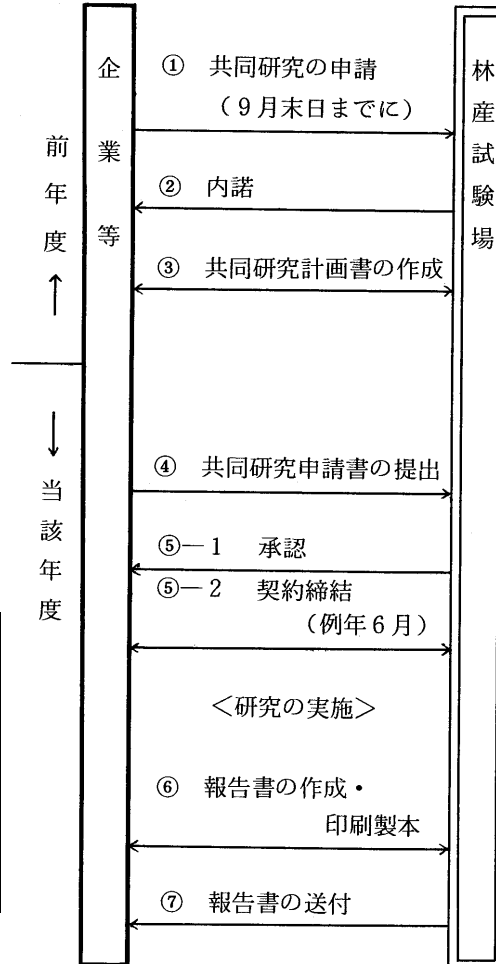 企業等
林産試験場
前年度
↑
① 共同研究の申請
(9月末日までに)
② 内諾
③ 共同研究計画書の作成
↓
当該年度
④ 共同研究申請書の提出
⑤―1 承認
⑤―2 契約締結
(例年6月)
<研究の実施>
⑥ 報告書の作成・
印刷製本
⑦ 報告書の送付